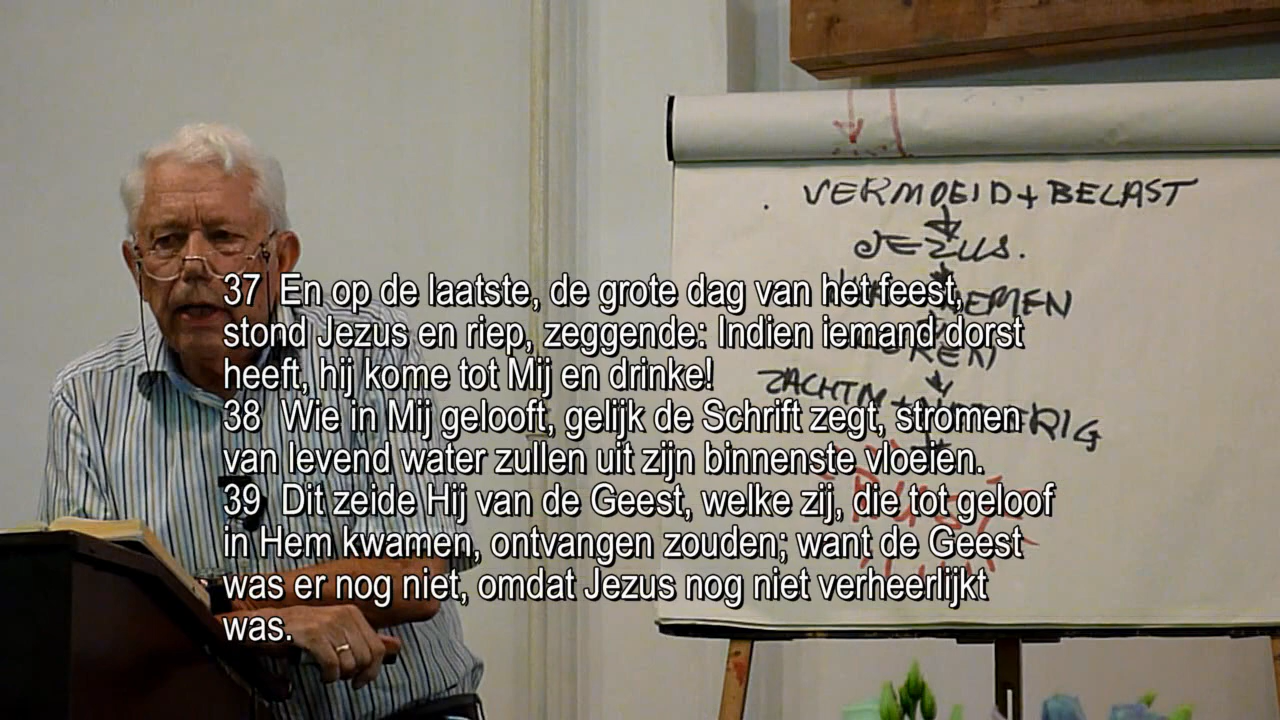 VERMOEID + BELAST
JEZUS.
37 En op de laatste, de grote dag van het feest,
stond Jezus en riep, zeggende: Indien iemand dorst
heeft, hij kome tot Mij en drinke!
38 Wie in Mij gelooft, gelijk de Schrift zegt, stromen
van levend water zullen uit zijn binnenste vloeien.
39 Dit zeide Hij van de Geest, welke zij, die tot geloof
in Hem kwamen, ontvangen zouden; want de Geest
was er nog niet, omdat Jezus nog niet verheerlijkt
was.